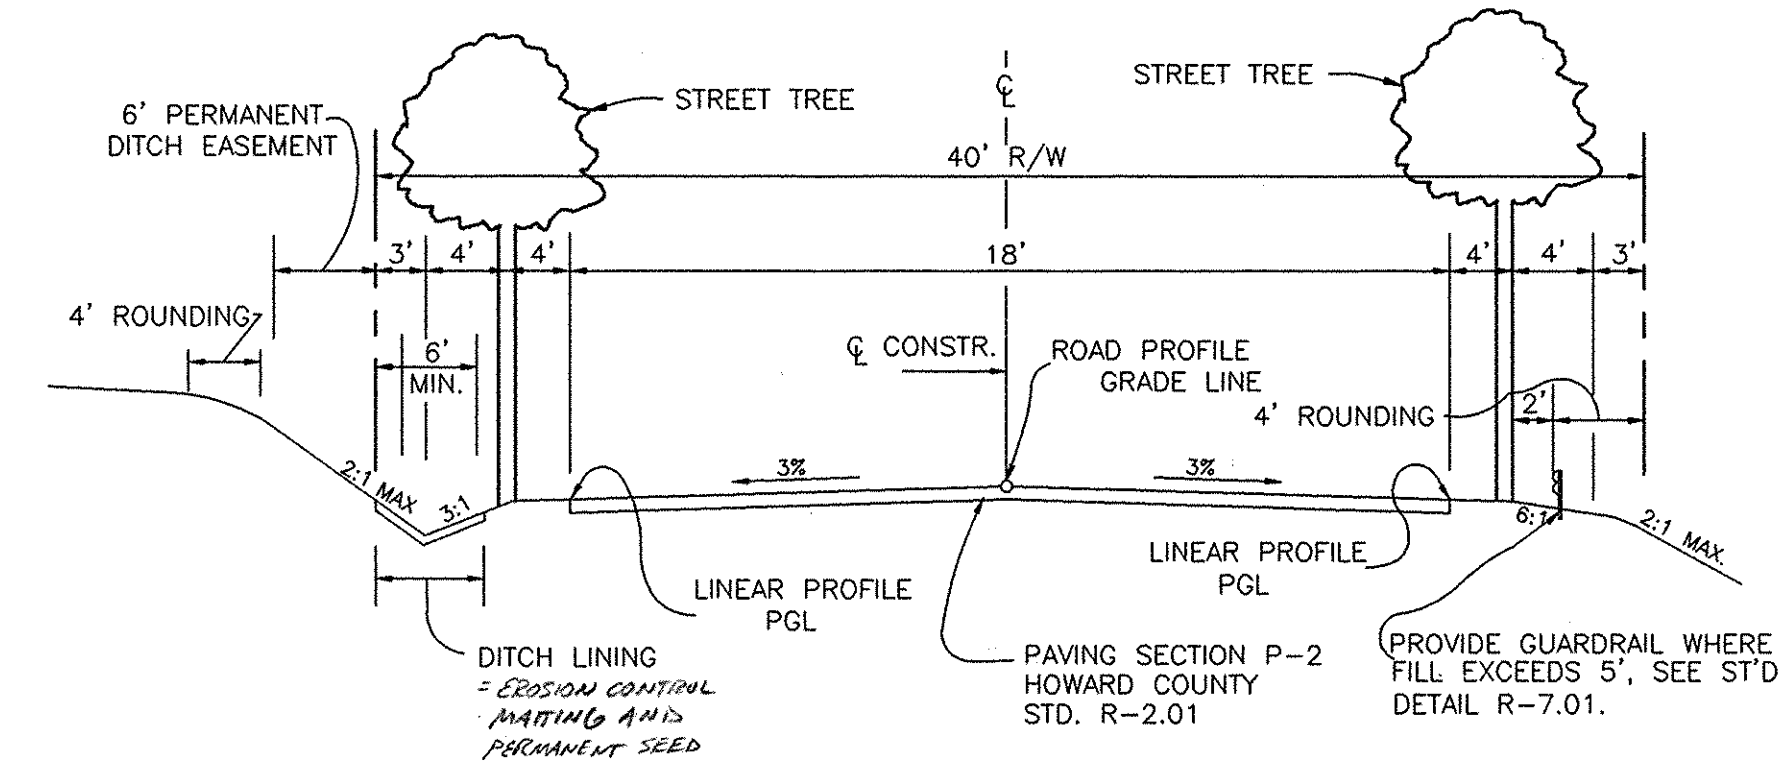 STREET TREE
℄
STREET TREE
6' PERMANENT
DITCH EASEMENT
40' R/W
3'
4'
4'
18'
4'
4'
3'
4' ROUNDING
6'
MIN.
℄ CONSTR.
ROAD PROFILE
GRADE LINE
4' ROUNDING
2'
2:1 MAX
3:1
3%
3%
6:1
2:1 MAX.
LINEAR PROFILE
PGL
LINEAR PROFILE
PGL
DITCH LINING
= EROSION CONTROL
MATTING AND
PERMANENT SEED
PAVING SECTION P-2
HOWARD COUNTY
STD. R-2.01
PROVIDE GUARDRAIL WHERE
FILL EXCEEDS 5', SEE ST'D
DETAIL R-7.01.